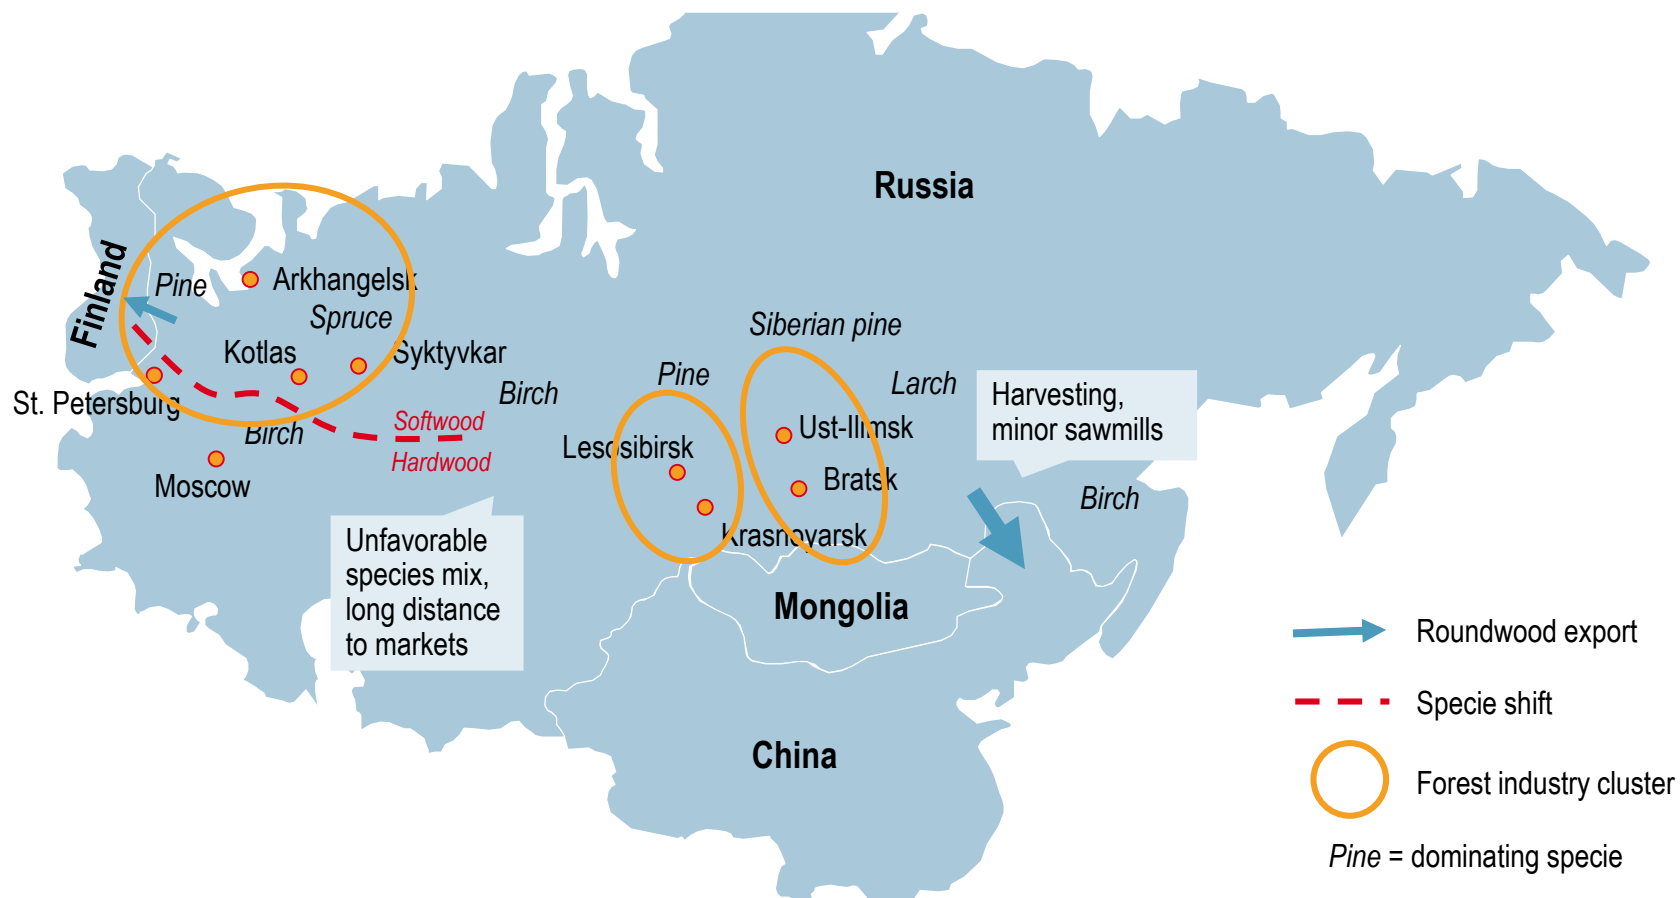 Russia
Finland
Pine
Arkhangelsk
Spruce
Siberian pine
Kotlas
Syktyvkar
Pine
Larch
Birch
St. Petersburg
Harvesting,
minor sawmills
Birch
Softwood
Hardwood
Ust-Ilimsk
Lesosibirsk
Bratsk
Moscow
Birch
Krasnoyarsk
Unfavorable
species mix,
long distance
to markets
Mongolia
China
Roundwood export
Specie shift
Forest industry cluster
Pine = dominating specie